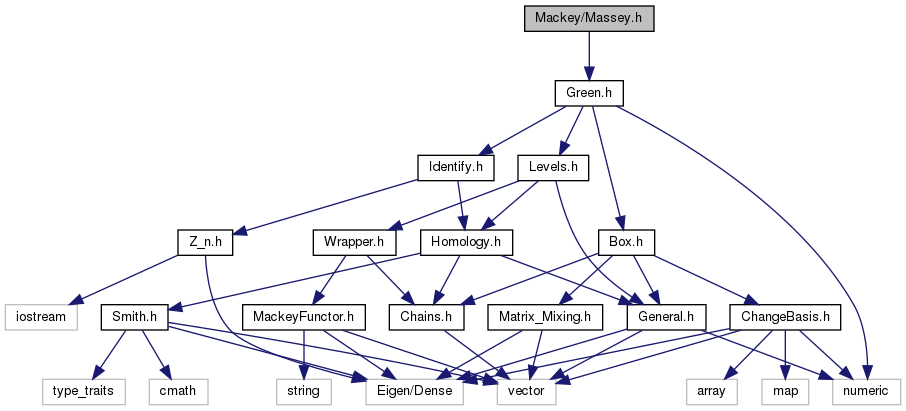 Mackey/Massey.h
Green.h
Identify.h
Levels.h
Z_n.h
Wrapper.h
Homology.h
Box.h
iostream
Smith.h
MackeyFunctor.h
Chains.h
Matrix_Mixing.h
General.h
ChangeBasis.h
type_traits
cmath
string
Eigen/Dense
vector
array
map
numeric